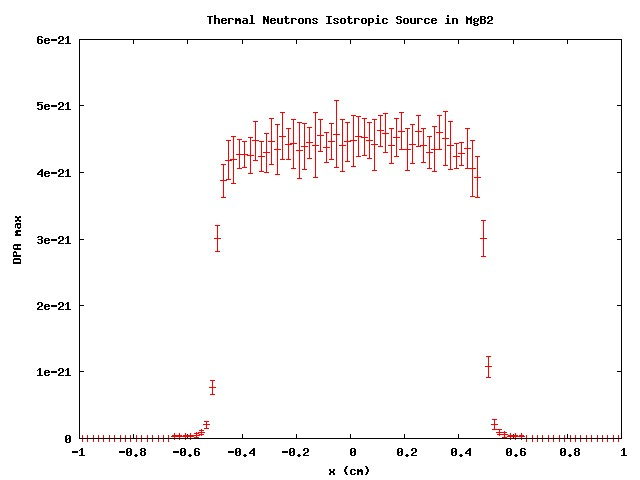 Thermal Neutrons Isotropic Source in MgB2
6e-21
5e-21
4e-21
3e-21
2e-21
1e-21
0
DPA max
-1 -0.8 -0.6 -0.4 -0.2 0 0.2 0.4 0.6 0.8 1
x (cm)